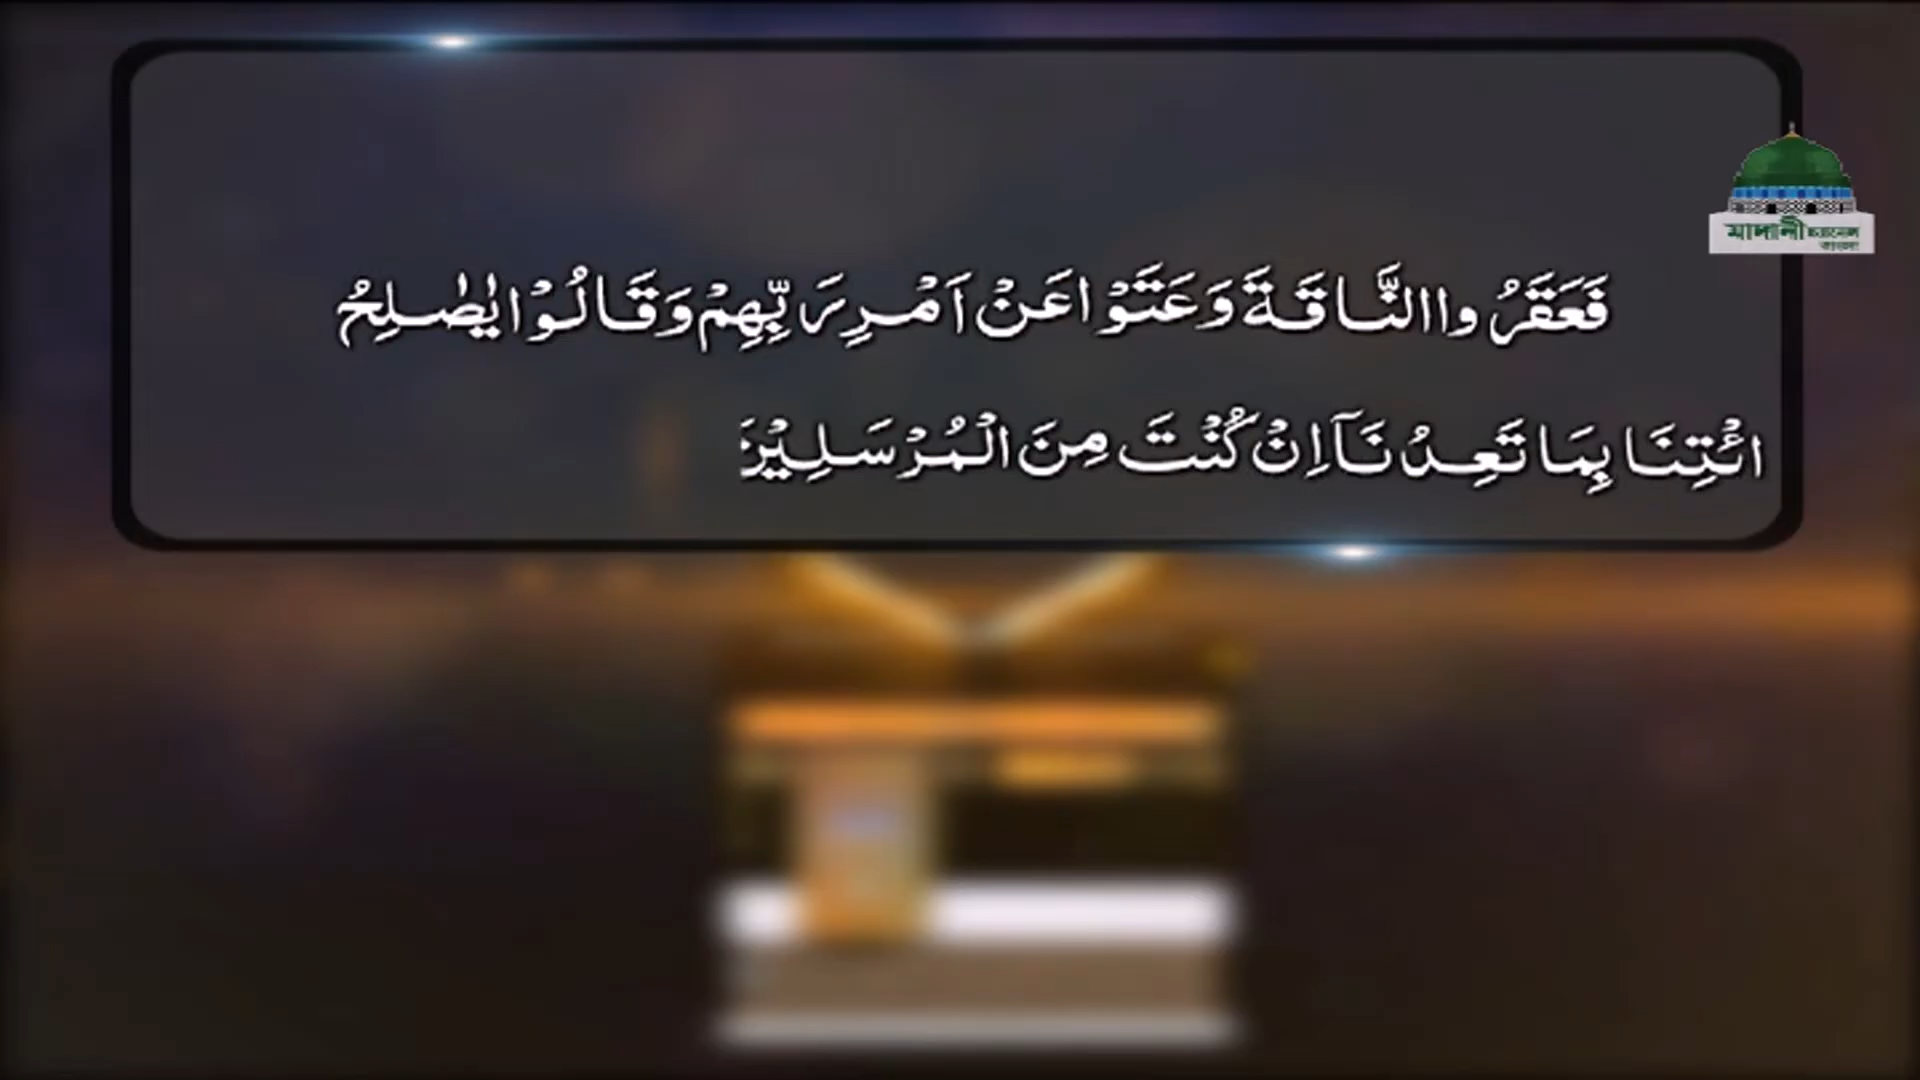 فَعَقَرُوا النَّاقَةَ وَعَتَوْا عَنْ اَمْرِ رَبِّهِمْ وَقَالُوْا يٰصٰلِحُ
ائْتِنَا بِمَا تَعِدُنَاۤ اِنْ كُنْتَ مِنَ الْمُرْسَلِيْنَ
মাদানী চ্যানেল
বাংলা